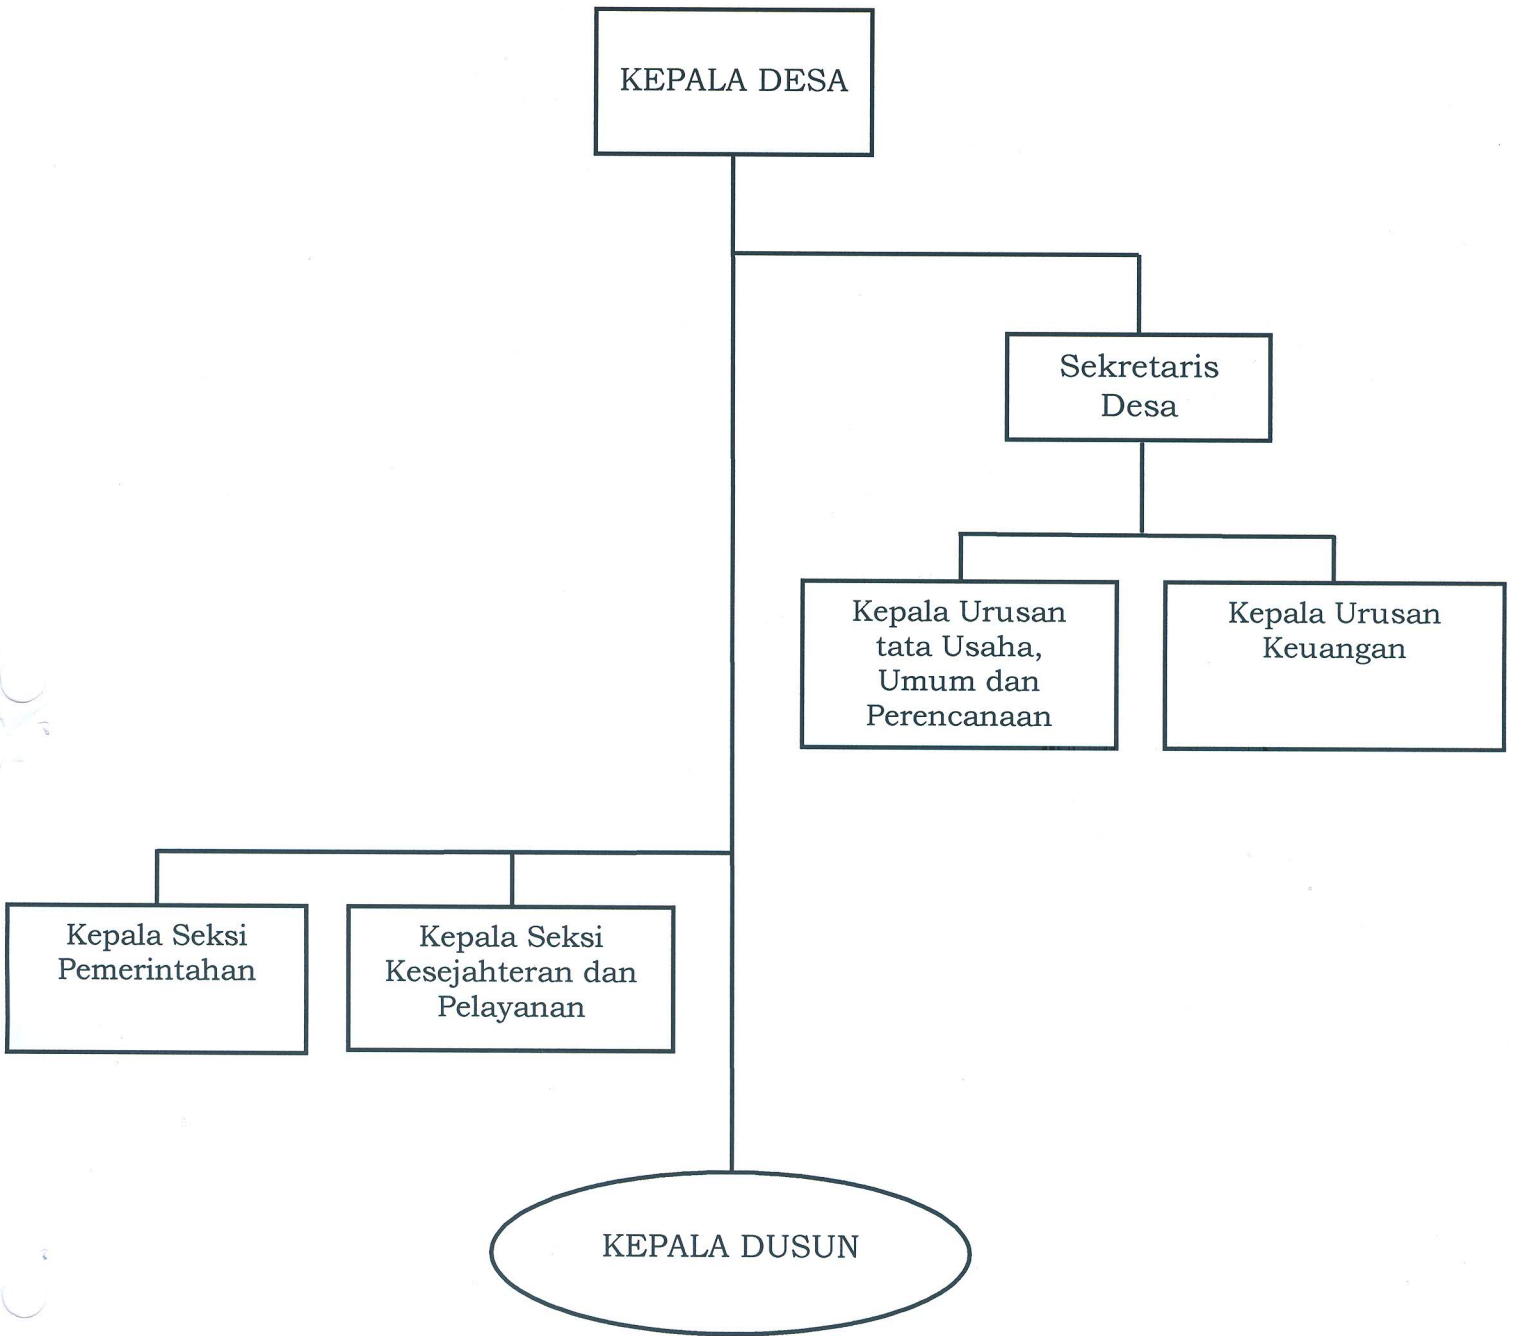 KEPALA DESA
Sekretaris
Desa
Kepala Urusan
tata Usaha,
Umum dan
Perencanaan
Kepala Urusan
Keuangan
Kepala Seksi
Pemerintahan
Kepala Seksi
Kesejahteran dan
Pelayanan
KEPALA DUSUN